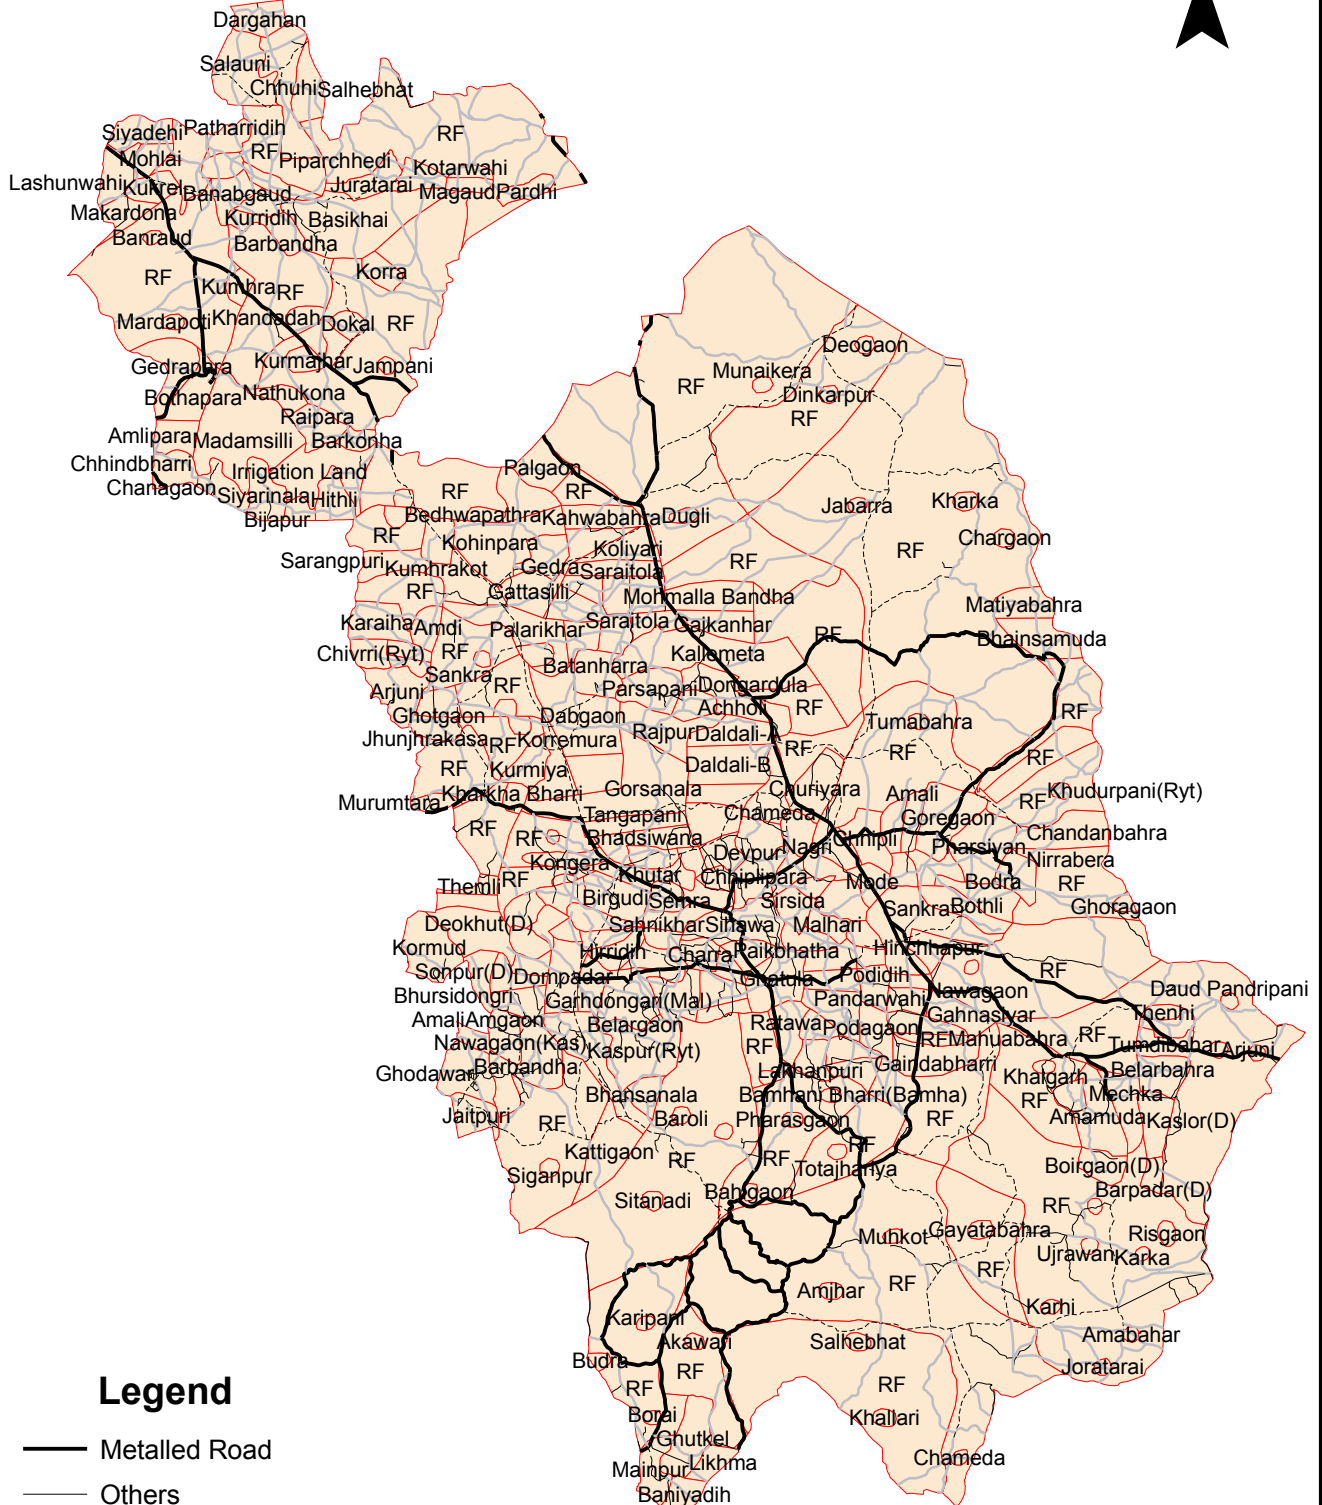 Dargahan
Salauni
Chhuhi
Salhebhat
Siyadehi
Patharridih
RF
RF
Mohlai
Piparchhedi
Kotarwahi
Lashunwahi
Kukrel
Banabgaud
Juratarai
Magaud
Pardhi
Makardona
Kurridih
Basikhai
Banraud
Barbandha
RF
Korra
Kumhra
RF
Mardapoti
Khandadah
Dokal
RF
Gedrapara
Kurmajhar
Jampani
Bothapara
Nathukona
Raipara
Amlipara
Madamsilli
Barkonha
Chhindbharri
Irrigation Land
Chanagaon
Siyarinala
Hithli
Bijapur
Deogaon
Munaikera
RF
Dinkarpur
RF
Palgaon
RF
RF
Jabarra
Kharka
Bedhwapathra
Kahwabahra
Dugli
RF
Kohinpara
Koliyari
Chargaon
RF
Sarangpuri
Kumhrakot
Gedra
Saraitola
RF
RF
Gattasilli
Mohmalla Bandha
Matiyabahra
Karaiha
Amdi
Palarikhar
Saraitola
Gajkanhar
RF
Bhainsamuda
Chivrri(Ryt)
RF
Batanharra
Kallemeta
Sankra
RF
Arjuni
Parsapani
Dongardula
Ghotgaon
Dabgaon
Achholi
RF
RF
Tumabahra
Jhunjhrakasa
RF
Korremura
Rajpur
Daldali-A
RF
RF
RF
RF
Kurmiya
Daldali-B
Murumtara
Kharkha Bharri
Gorsanala
Churiyara
Amali
RF
Khudurpani(Ryt)
Tangapani
Chameda
Goregaon
RF
RF
Bhadsiwana
Chhipli
Chandanbahra
Devpur
Nagri
Pharsiyan
Kongera
Nirrabera
Themli
RF
Khutar
Chhiplipara
Mode
Bodra
RF
Birgudi
Semra
Sirsida
Sankra
Bothli
Ghoragaon
Deokhut(D)
Sahnikhar
Sihawa
Malhari
Kormud
Hirridih
Charra
Raikbhatha
Hinchhapur
Sonpur(D)
Dompadar
Ghatula
Podidih
RF
Bhursidongri
Garhdongari(Mal)
Pandarwahi
Nawagaon
Daud Pandripani
Amali
Amgaon
Belargaon
Ratawa
Podagaon
Gahnasiyar
Thenhi
Nawagaon(Kas)
Kaspur(Ryt)
RF
RF
Mahuabahra
RF
Tumdibahar
Arjuni
Ghodawar
Barbandha
Lakhanpuri
Gaindabharri
Khargarh
Belarbahra
Bhansanala
Bamhani
Bharri(Bamha)
RF
Mechka
Jaitpuri
RF
Baroli
Pharasgaon
RF
Amamuda
Kaslor(D)
Kattigaon
RF
RF
RF
Siganpur
Totajhariya
Boirgaon(D)
Sitanadi
Bahigaon
Barpadar(D)
RF
Muhkot
Gayatabahra
Risgaon
Ujrawan
Karka
RF
RF
Amjhar
Karhi
Karipani
Akawari
Salhebhat
Amabahar
Budra
RF
Joratarai
RF
RF
Borai
Khallari
Ghutkel
Mainpur
Likhma
Chameda
Baniyadih
Legend
Metalled Road
Others